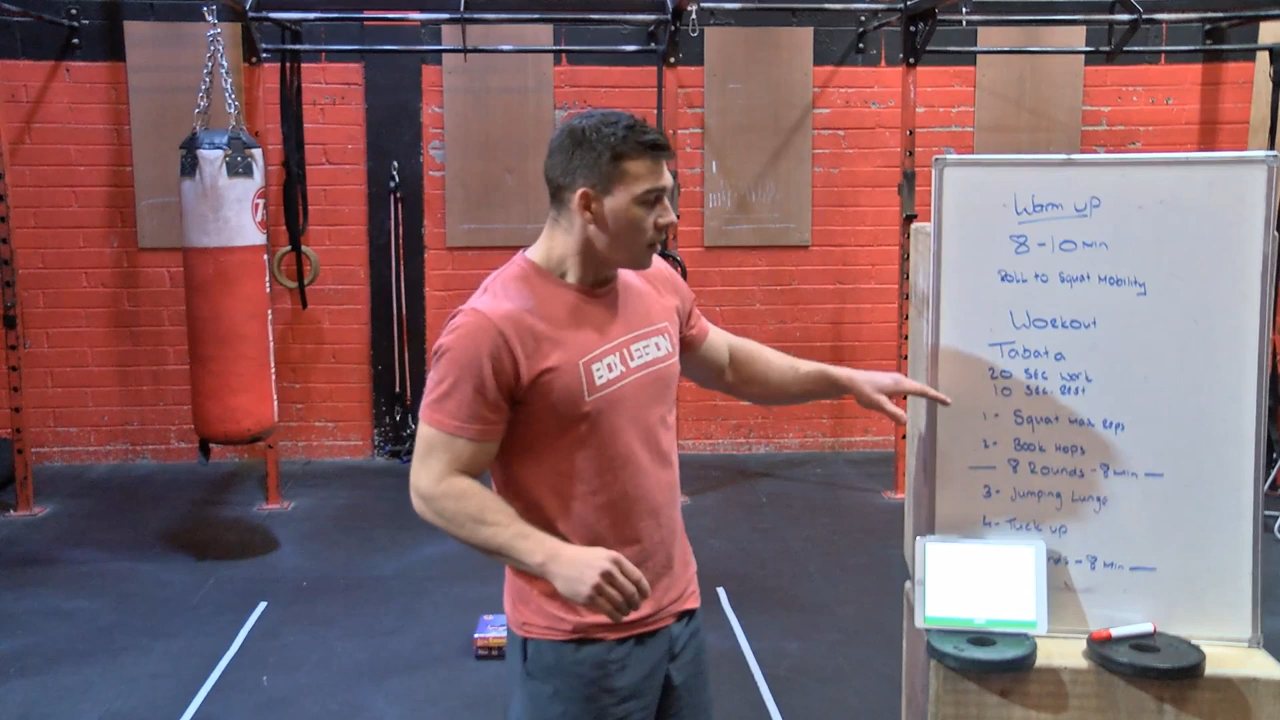 BOX LEGION
Warm up
8-10 min
Roll to Squat Mobility
Workout
Tabata
20 Sec Work
10 Sec. Rest
1- Squat Max Reps
2- Book Hops
8 Rounds - 8 Min
3- Jumping Lunge
4- Tuck up
- 8 Min